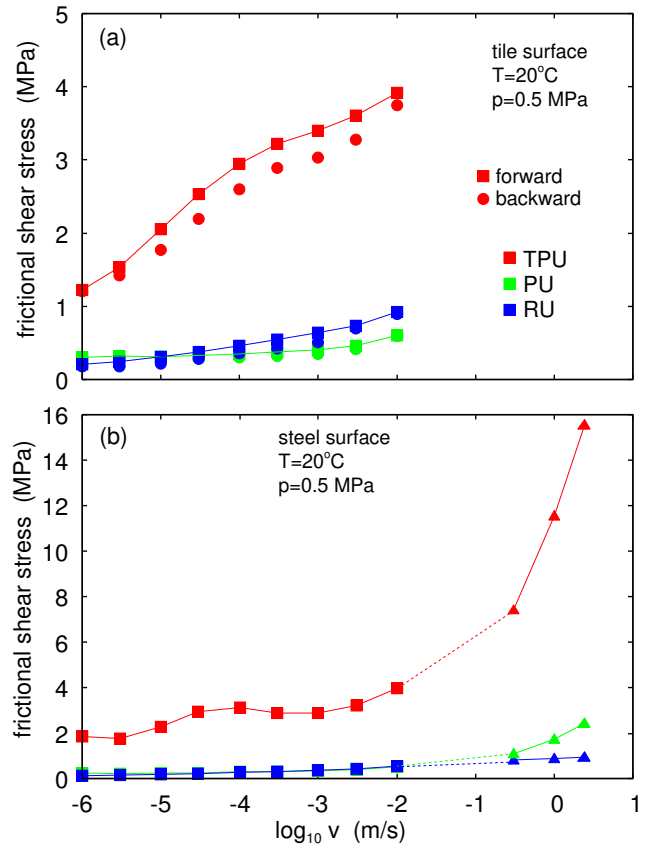 5
4
3
2
1
0
frictional shear stress (MPa)
(a)
tile surface
T=20°C
p=0.5 MPa
forward
backward
TPU
PU
RU
16
14
12
10
8
6
4
2
0
frictional shear stress (MPa)
(b)
steel surface
T=20°C
p=0.5 MPa
-6 -5 -4 -3 -2 -1 0 1
log₁₀ v (m/s)